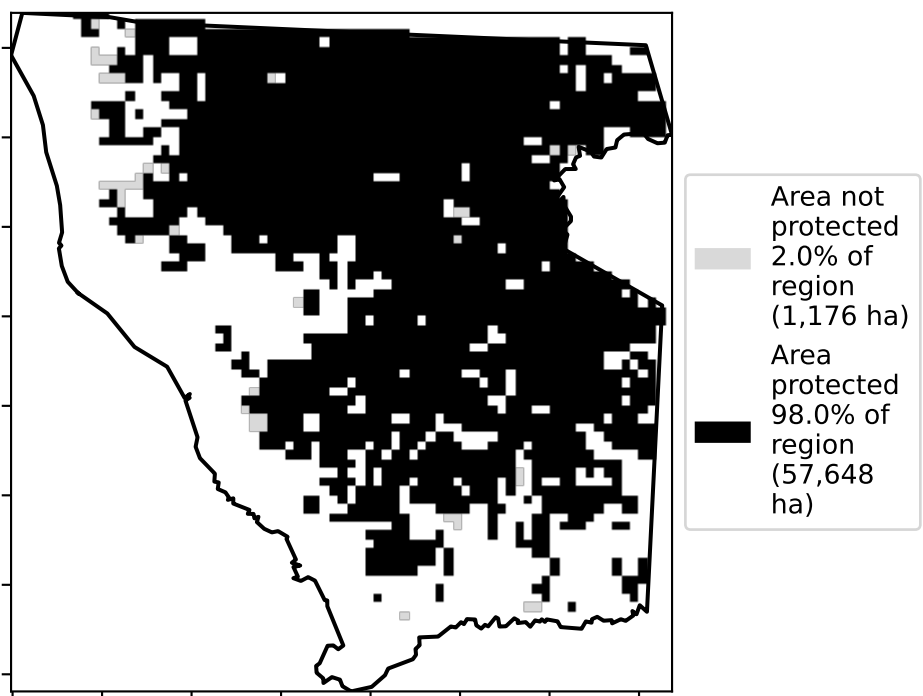 Area not
protected
2.0% of
region
(1,176 ha)
Area
protected
98.0% of
region
(57,648
ha)